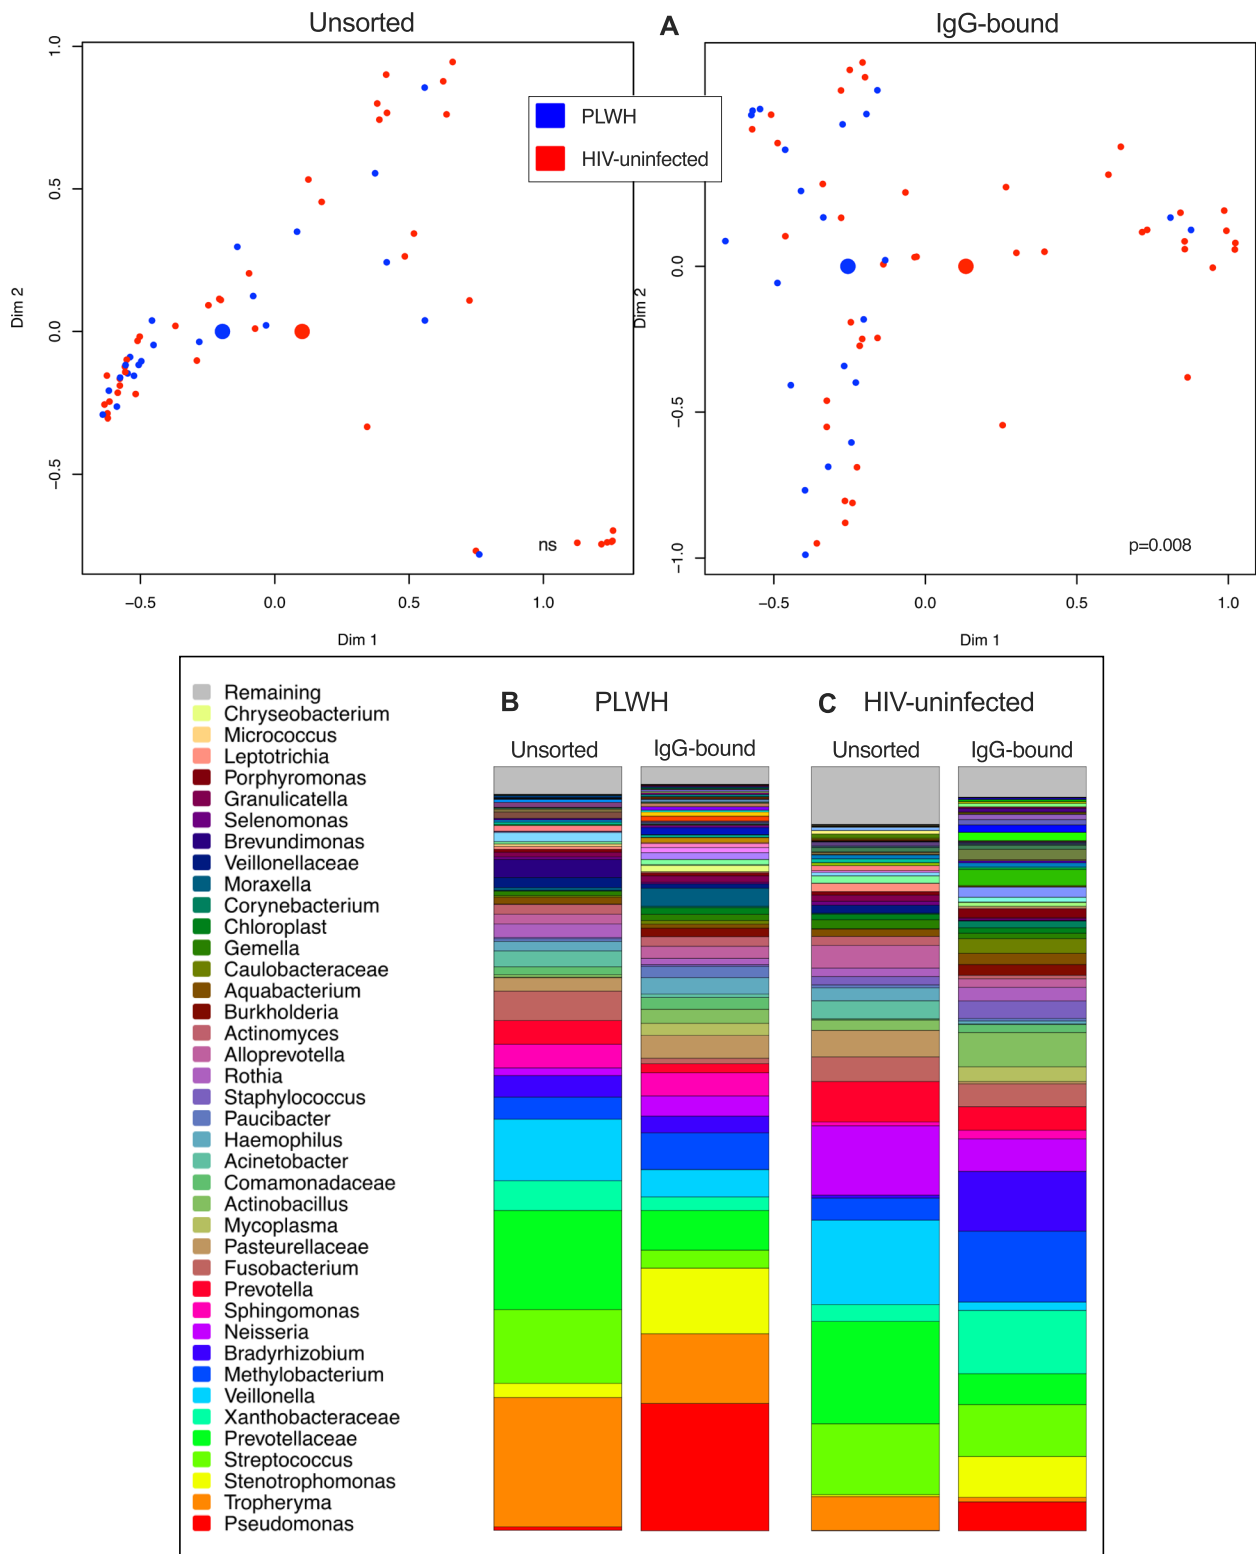 Unsorted
A
IgG-bound
PLWH
HIV-uninfected
1.0
0.5
0.0
−0.5
Dim 2
ns
−0.5
0.0
0.5
1.0
Dim 1
0.0
−0.5
−1.0
Dim 2
p=0.008
−0.5
0.0
0.5
1.0
Dim 1
B
PLWH
C
HIV-uninfected
Unsorted
IgG-bound
Unsorted
IgG-bound
Remaining
Chryseobacterium
Micrococcus
Leptotrichia
Porphyromonas
Granulicatella
Selenomonas
Brevundimonas
Veillonellaceae
Moraxella
Corynebacterium
Chloroplast
Gemella
Caulobacteraceae
Aquabacterium
Burkholderia
Actinomyces
Alloprevotella
Rothia
Staphylococcus
Paucibacter
Haemophilus
Acinetobacter
Comamonadaceae
Actinobacillus
Mycoplasma
Pasteurellaceae
Fusobacterium
Prevotella
Sphingomonas
Neisseria
Bradyrhizobium
Methylobacterium
Veillonella
Xanthobacteraceae
Prevotellaceae
Streptococcus
Stenotrophomonas
Tropheryma
Pseudomonas